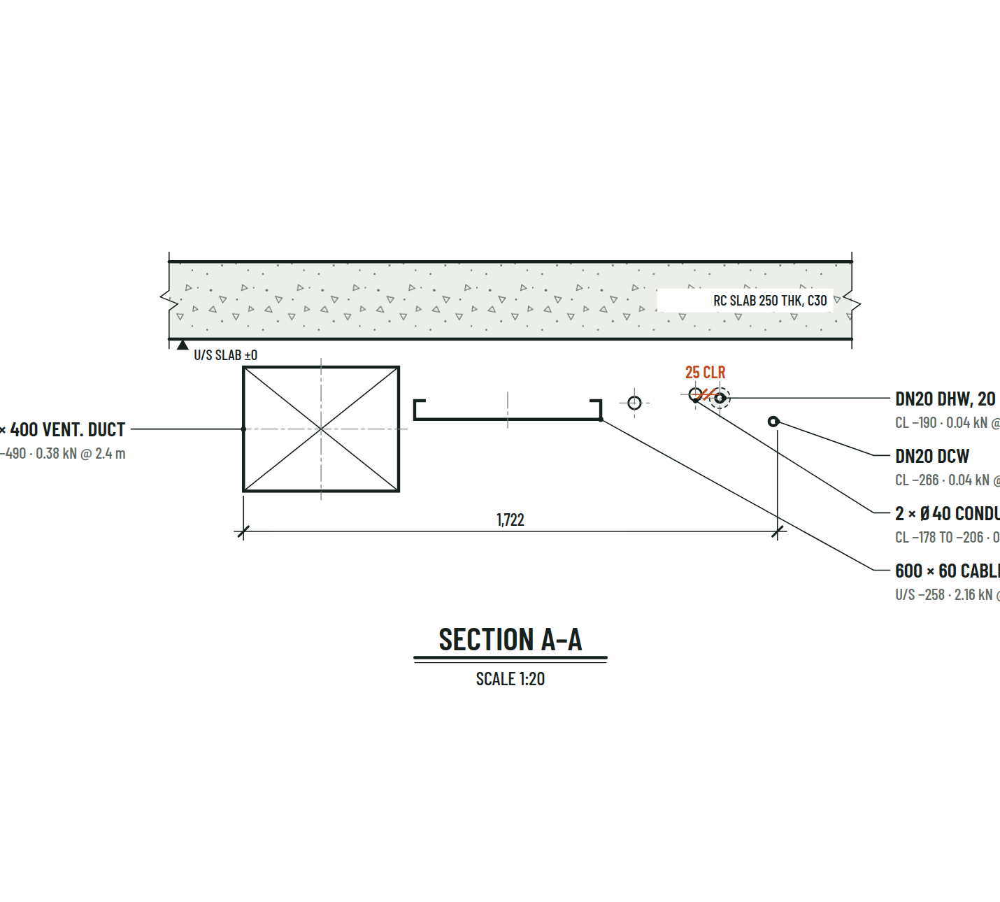 RC SLAB 250 THK, C30
U/S SLAB ±0
25 CLR
× 400 VENT. DUCT
−490 · 0.38 kN @ 2.4 m
DN20 DHW, 20
CL −190 · 0.04 kN @
DN20 DCW
CL −266 · 0.04 kN @
2 × Ø 40 CONDU
CL −178 TO −206 · 0
600 × 60 CABLE
U/S −258 · 2.16 kN @
1,722
SECTION A–A
SCALE 1:20